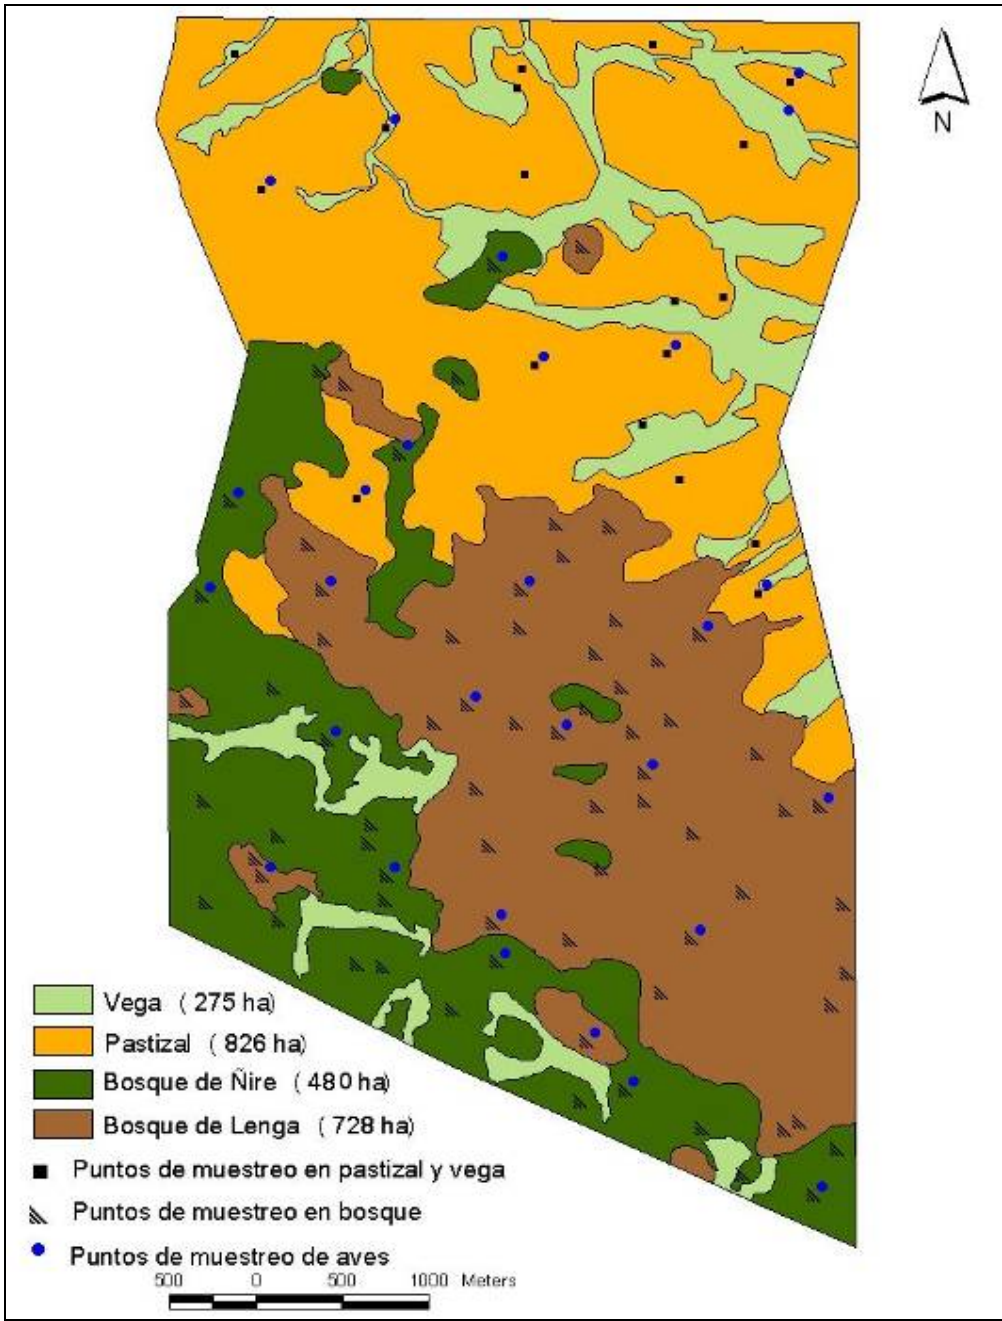 N
Vega ( 275 ha)
Pastizal ( 826 ha)
Bosque de Ñire ( 480 ha)
Bosque de Lenga ( 728 ha)
Puntos de muestreo en pastizal y vega
Puntos de muestreo en bosque
Puntos de muestreo de aves
500 0 500 1000 Meters